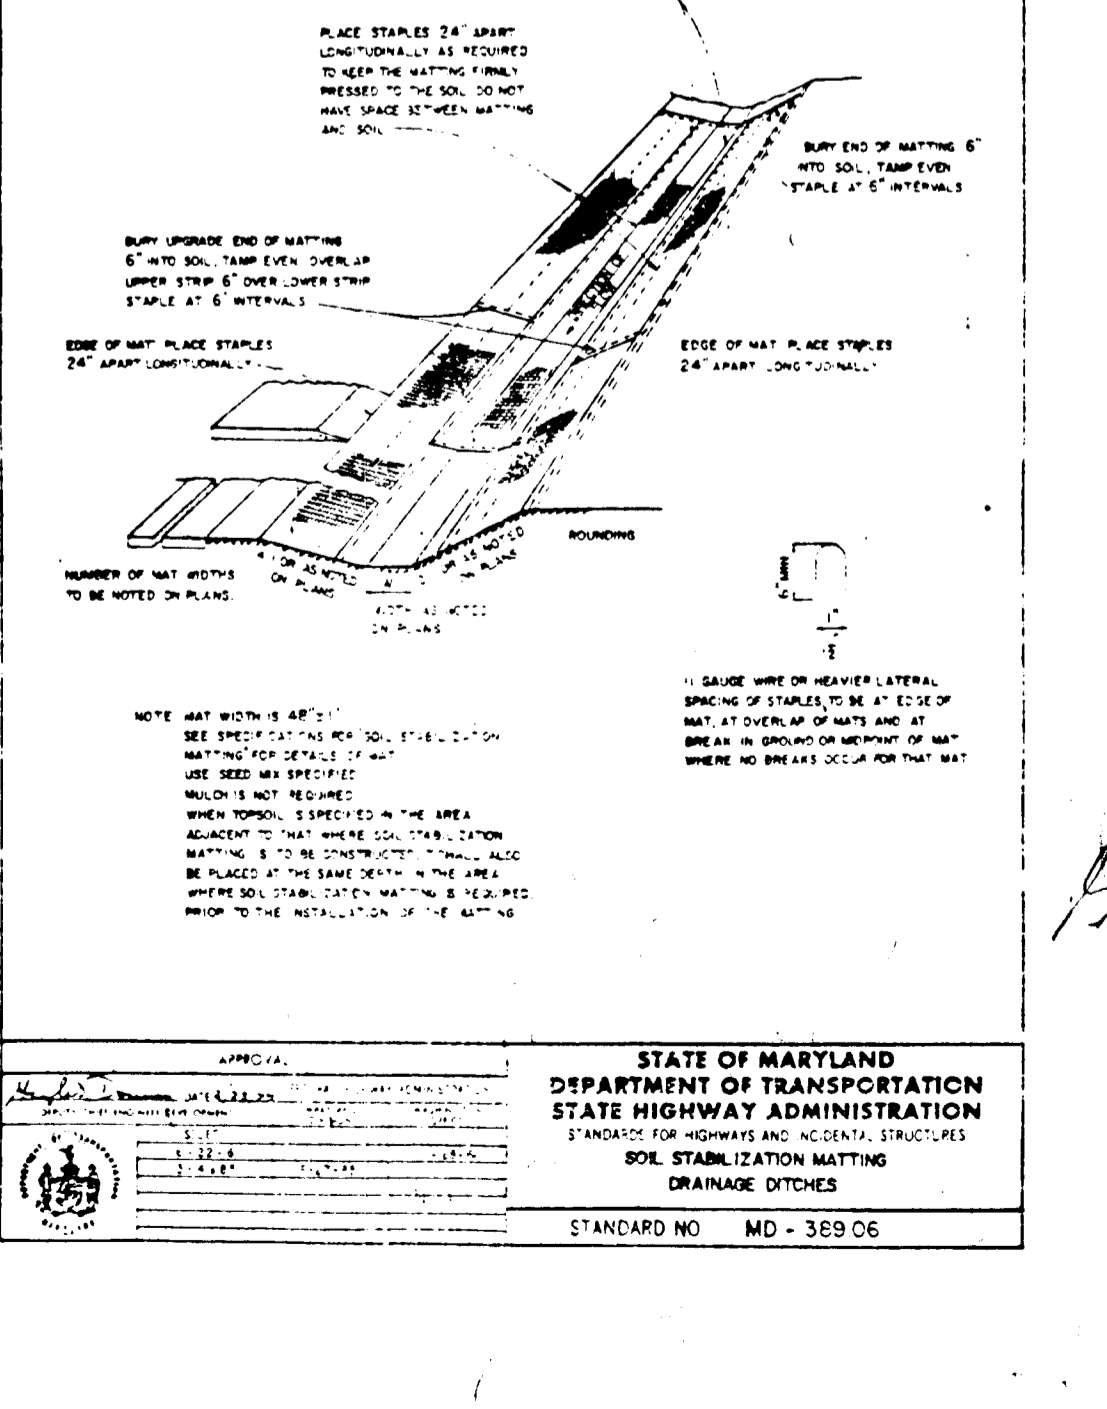 PLACE STAPLES 24" APART
LONGITUDINALLY AS REQUIRED
TO KEEP THE MATTING FIRMLY
PRESSED TO THE SOIL DO NOT
HAVE SPACE BETWEEN MATTING
AND SOIL
BURY END OF MATTING 6"
INTO SOIL, TAMP EVEN
STAPLE AT 6" INTERVALS
BURY UPGRADE END OF MATTING
6" INTO SOIL, TAMP EVEN OVERLAP
UPPER STRIP 6" OVER LOWER STRIP
STAPLE AT 6" INTERVALS
EDGE OF MAT PLACE STAPLES
24" APART LONGITUDINALLY
EDGE OF MAT PLACE STAPLES
24" APART LONGITUDINALLY
ROUNDING
OR AS NOTED
ON PLANS
OR AS NOTED
ON PLANS
NUMBER OF MAT WIDTHS
TO BE NOTED ON PLANS.
WIDTH AS NOTED
ON PLANS
6" MIN
1"
11 GAUGE WIRE OR HEAVIER LATERAL
SPACING OF STAPLES, TO BE AT EDGE OF
MAT, AT OVERLAP OF MATS AND AT
BREAK IN GROUND OR MIDPOINT OF MAT
WHERE NO BREAKS OCCUR FOR THAT MAT
NOTE MAT WIDTH IS 48"±1"
SEE SPECIFICATIONS FOR "SOIL STABILIZATION
MATTING" FOR DETAILS OF MAT
USE SEED MIX SPECIFIED
MULCH IS NOT REQUIRED
WHEN TOPSOIL IS SPECIFIED IN THE AREA
ADJACENT TO THAT WHERE SOIL STABILIZATION
MATTING IS TO BE CONSTRUCTED, IT SHALL ALSO
BE PLACED AT THE SAME DEPTH IN THE AREA
WHERE SOIL STABILIZATION MATTING IS REQUIRED
PRIOR TO THE INSTALLATION OF THE MATTING
APPROVAL
DATE
STATE OF MARYLAND
DEPARTMENT OF TRANSPORTATION
STATE HIGHWAY ADMINISTRATION
STANDARDS FOR HIGHWAYS AND INCIDENTAL STRUCTURES
SOIL STABILIZATION MATTING
DRAINAGE DITCHES
STANDARD NO MD - 389.06
DEPARTMENT OF TRANSPORTATION
MARYLAND